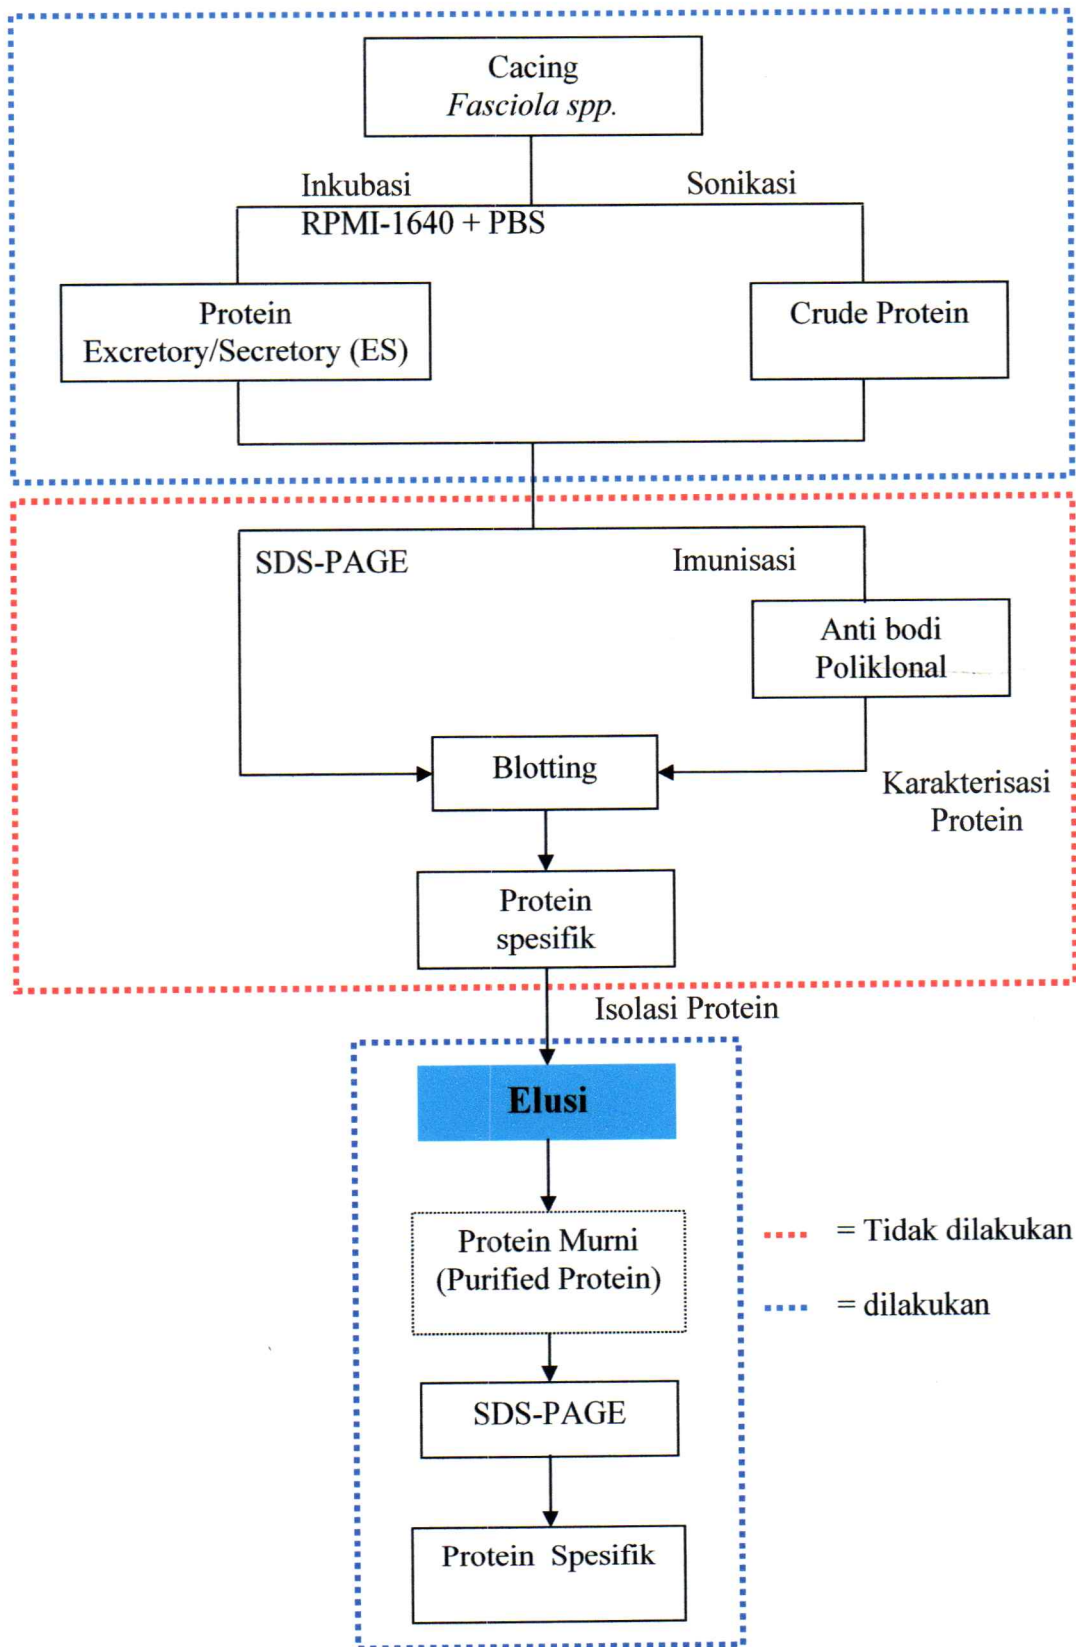 Cacing
Fasciola spp.
Inkubasi
RPMI-1640 + PBS
Sonikasi
Protein
Excretory/Secretory (ES)
Crude Protein
SDS-PAGE
Imunisasi
Anti bodi
Poliklonal
Blotting
Karakterisasi
Protein
Protein
spesifik
Isolasi Protein
Elusi
Protein Murni
(Purified Protein)
= Tidak dilakukan
= dilakukan
SDS-PAGE
Protein Spesifik